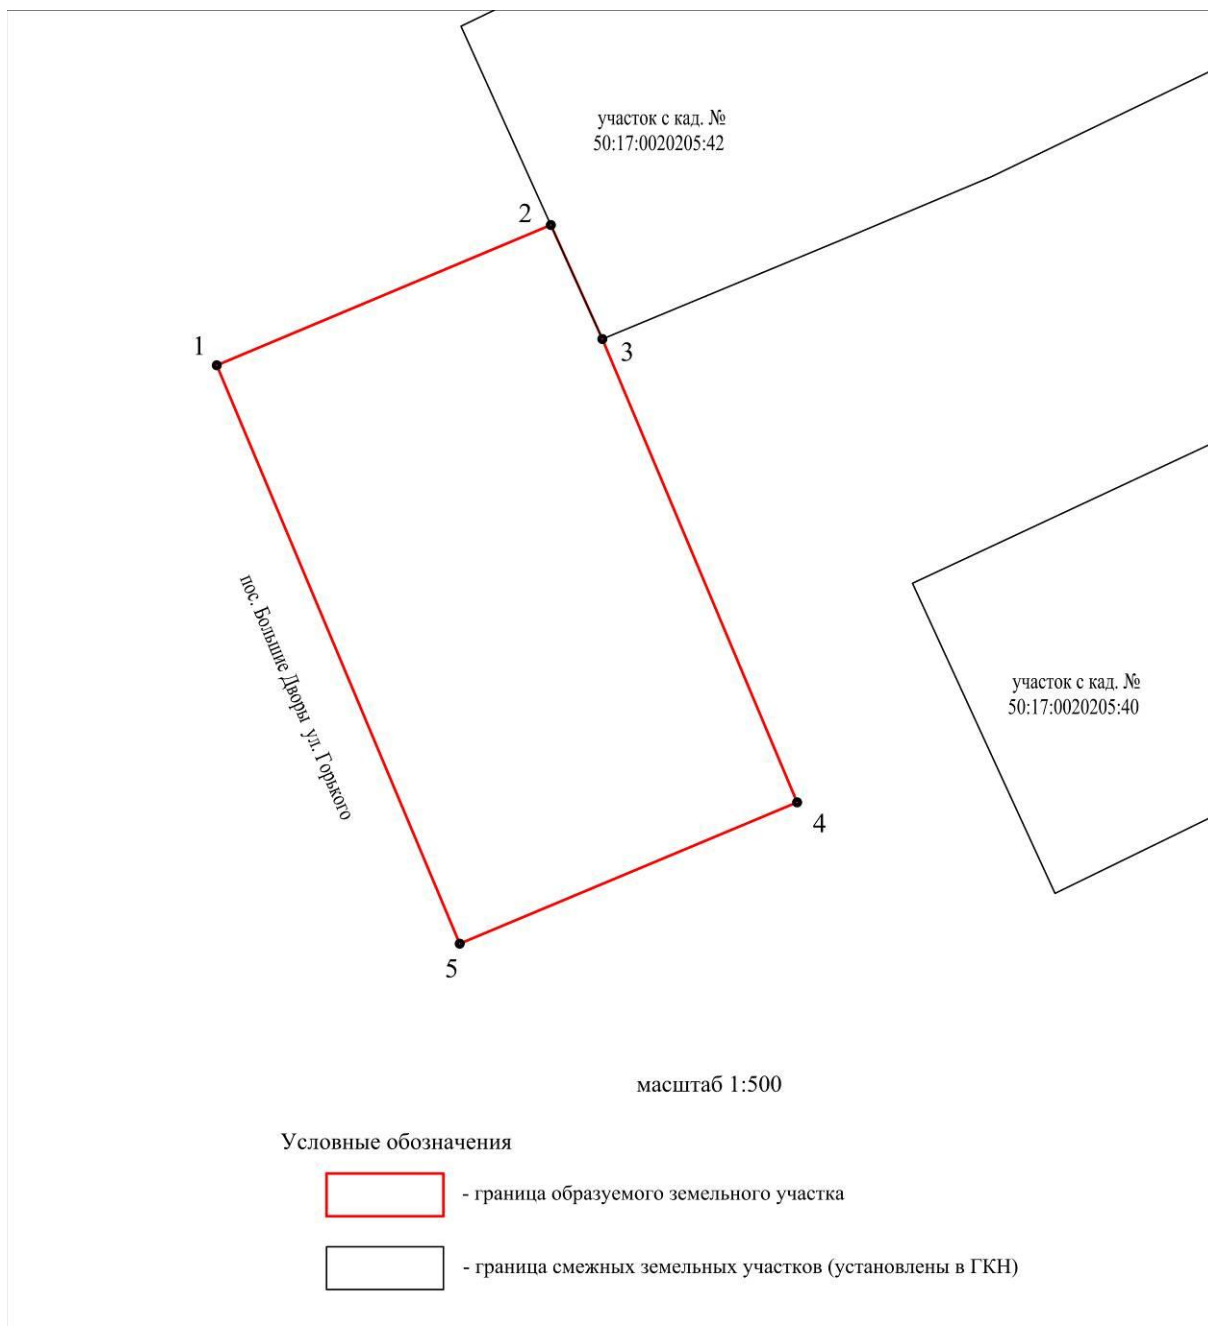 участок с кад. №
50:17:0020205:42
2
3
1
пос. Большие Дворы ул. Горького
участок с кад. №
50:17:0020205:40
4
5
масштаб 1:500
Условные обозначения
- граница образуемого земельного участка
- граница смежных земельных участков (установлены в ГКН)